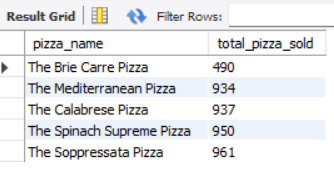 Result Grid Filter Rows:
pizza_name total_pizza_sold
The Brie Carre Pizza 490
The Mediterranean Pizza 934
The Calabrese Pizza 937
The Spinach Supreme Pizza 950
The Soppressata Pizza 961